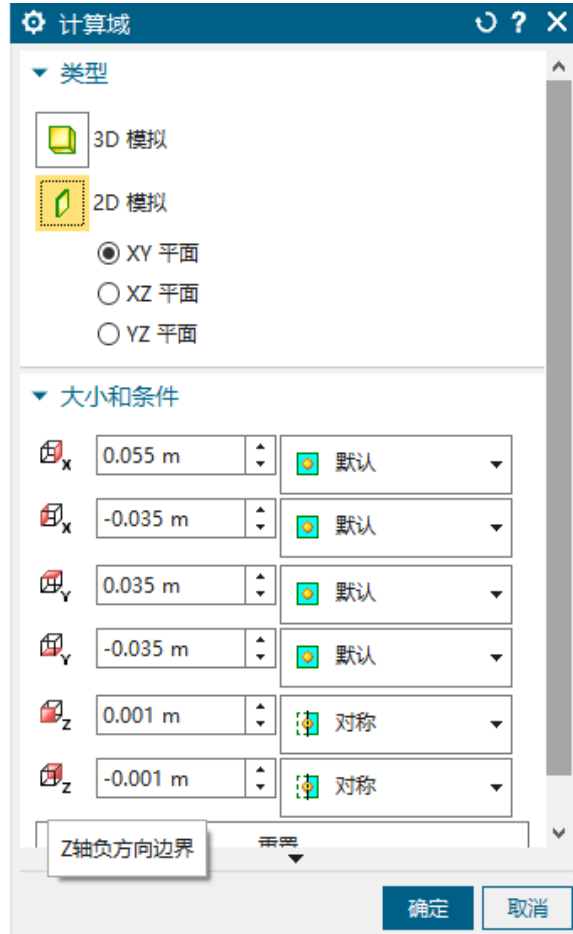 计算域
?
类型
3D 模拟
2D 模拟
XY 平面
XZ 平面
YZ 平面
大小和条件
X 0.055 m 默认
X -0.035 m 默认
Y 0.035 m 默认
Y -0.035 m 默认
Z 0.001 m 对称
Z -0.001 m 对称
Z轴负方向边界
重置
确定 取消